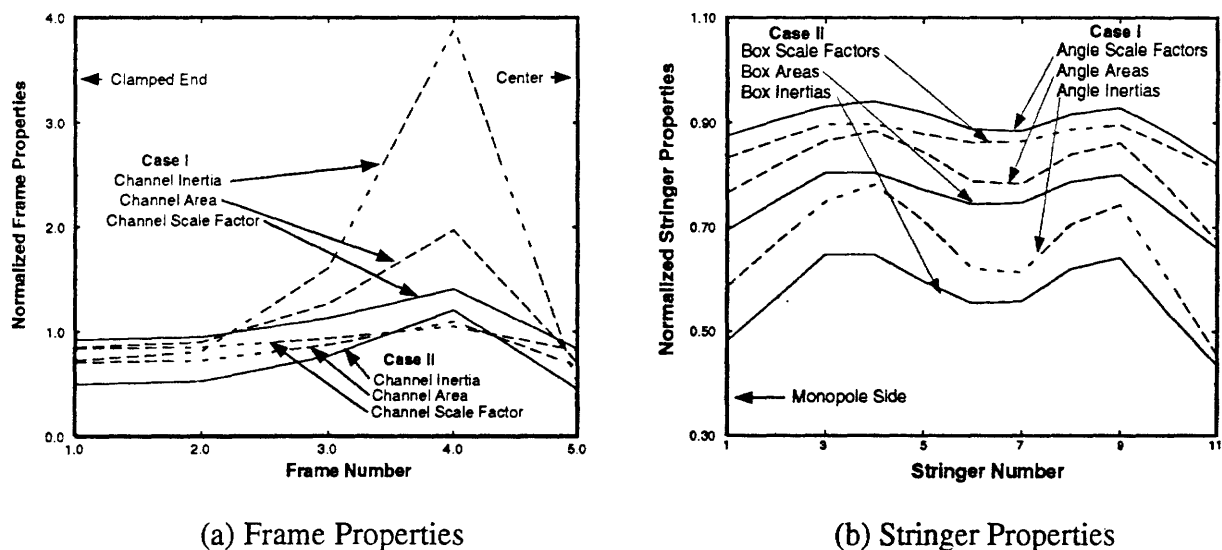 4.0
3.0
2.0
1.0
0.0
Normalized Frame Properties
Clamped End
Center
Case I
Channel Inertia
Channel Area
Channel Scale Factor
Case II
Channel Inertia
Channel Area
Channel Scale Factor
1.0 2.0 3.0 4.0 5.0
Frame Number
(a) Frame Properties
1.10
0.90
0.70
0.50
0.30
Normalized Stringer Properties
Case II
Box Scale Factors
Box Areas
Box Inertias
Case I
Angle Scale Factors
Angle Areas
Angle Inertias
Monopole Side
1 3 5 7 9 11
Stringer Number
(b) Stringer Properties